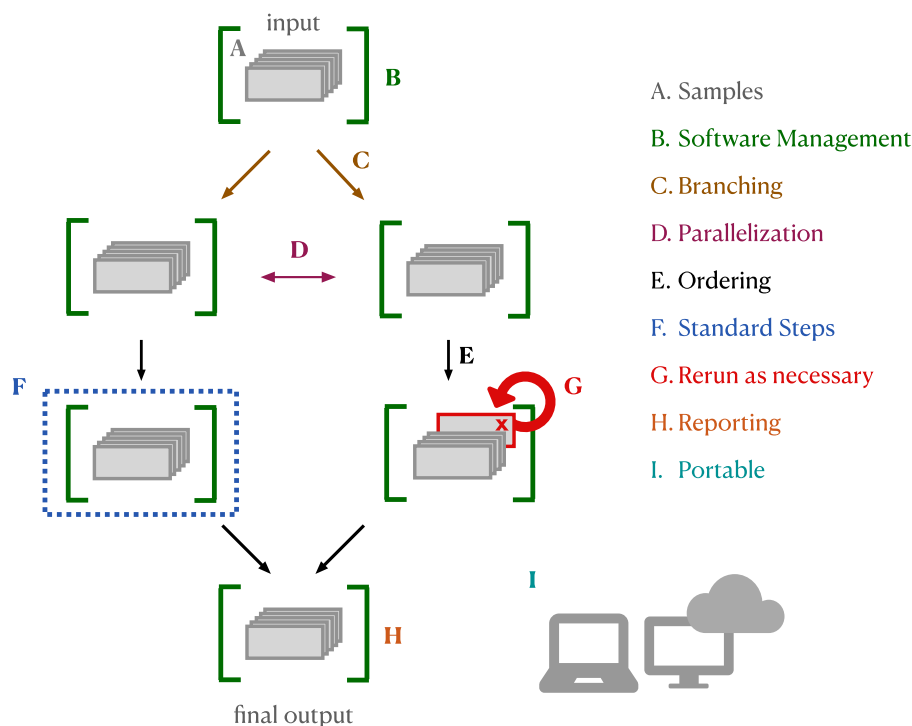 input
A
B
C
D
E
F
G
x
H
final output
I
A. Samples
B. Software Management
C. Branching
D. Parallelization
E. Ordering
F. Standard Steps
G. Rerun as necessary
H. Reporting
I. Portable